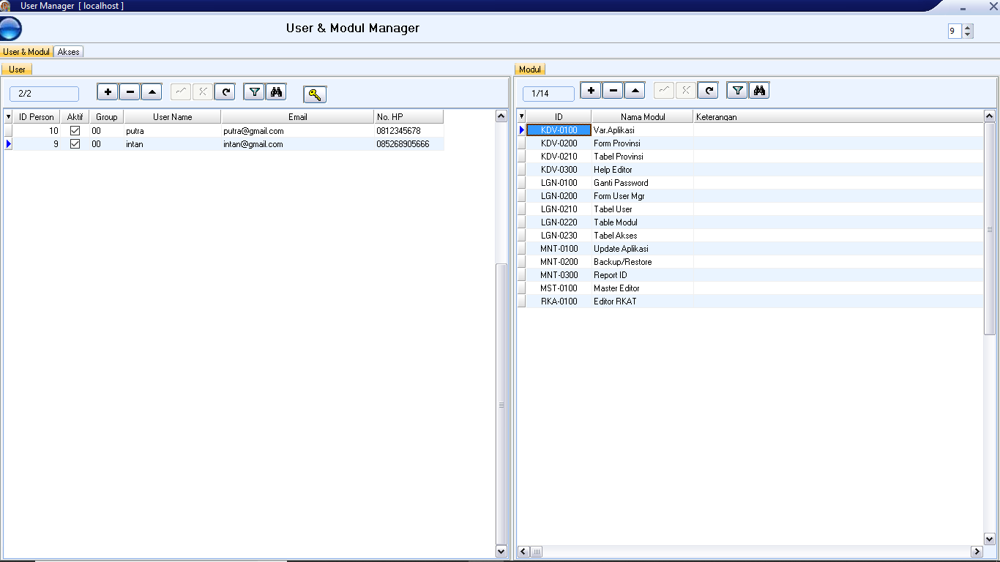 User Manager [ localhost ]
User & Modul Manager
9
User & Modul Akses
User
2/2
ID Person Aktif Group User Name Email No. HP
10 00 putra putra@gmail.com 0812345678
9 00 intan intan@gmail.com 085268905666
Modul
1/14
ID Nama Modul Keterangan
KDV-0100 Var.Aplikasi
KDV-0200 Form Provinsi
KDV-0210 Tabel Provinsi
KDV-0300 Help Editor
LGN-0100 Ganti Password
LGN-0200 Form User Mgr
LGN-0210 Tabel User
LGN-0220 Table Modul
LGN-0230 Tabel Akses
MNT-0100 Update Aplikasi
MNT-0200 Backup/Restore
MNT-0300 Report ID
MST-0100 Master Editor
RKA-0100 Editor RKAT